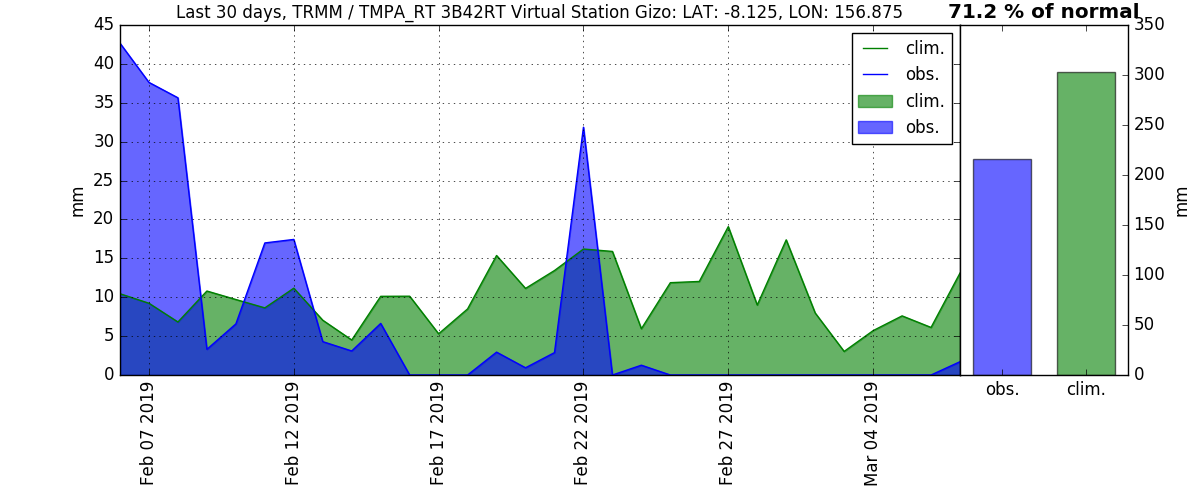 Last 30 days, TRMM / TMPA_RT 3B42RT Virtual Station Gizo: LAT: -8.125, LON: 156.875
71.2 % of normal
45
40
35
30
25
20
15
10
5
0
mm
clim.
obs.
clim.
obs.
350
300
250
200
150
100
50
0
mm
Feb 07 2019
Feb 12 2019
Feb 17 2019
Feb 22 2019
Feb 27 2019
Mar 04 2019
obs.
clim.